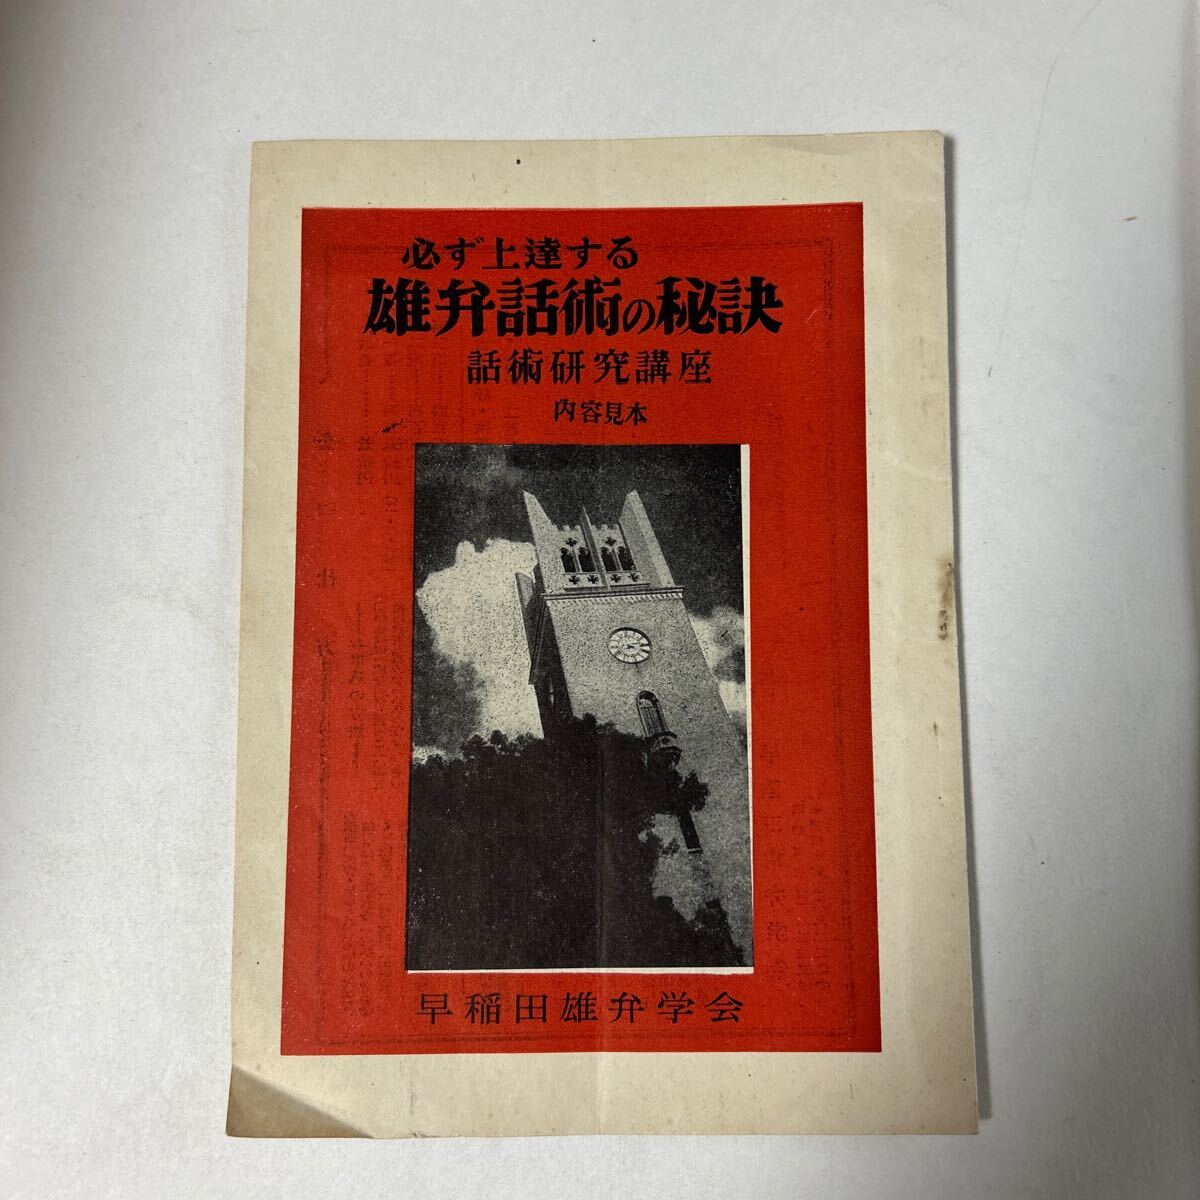 必ず上達する
雄弁話術の秘訣
話術研究講座
内容見本
早稲田雄弁学会